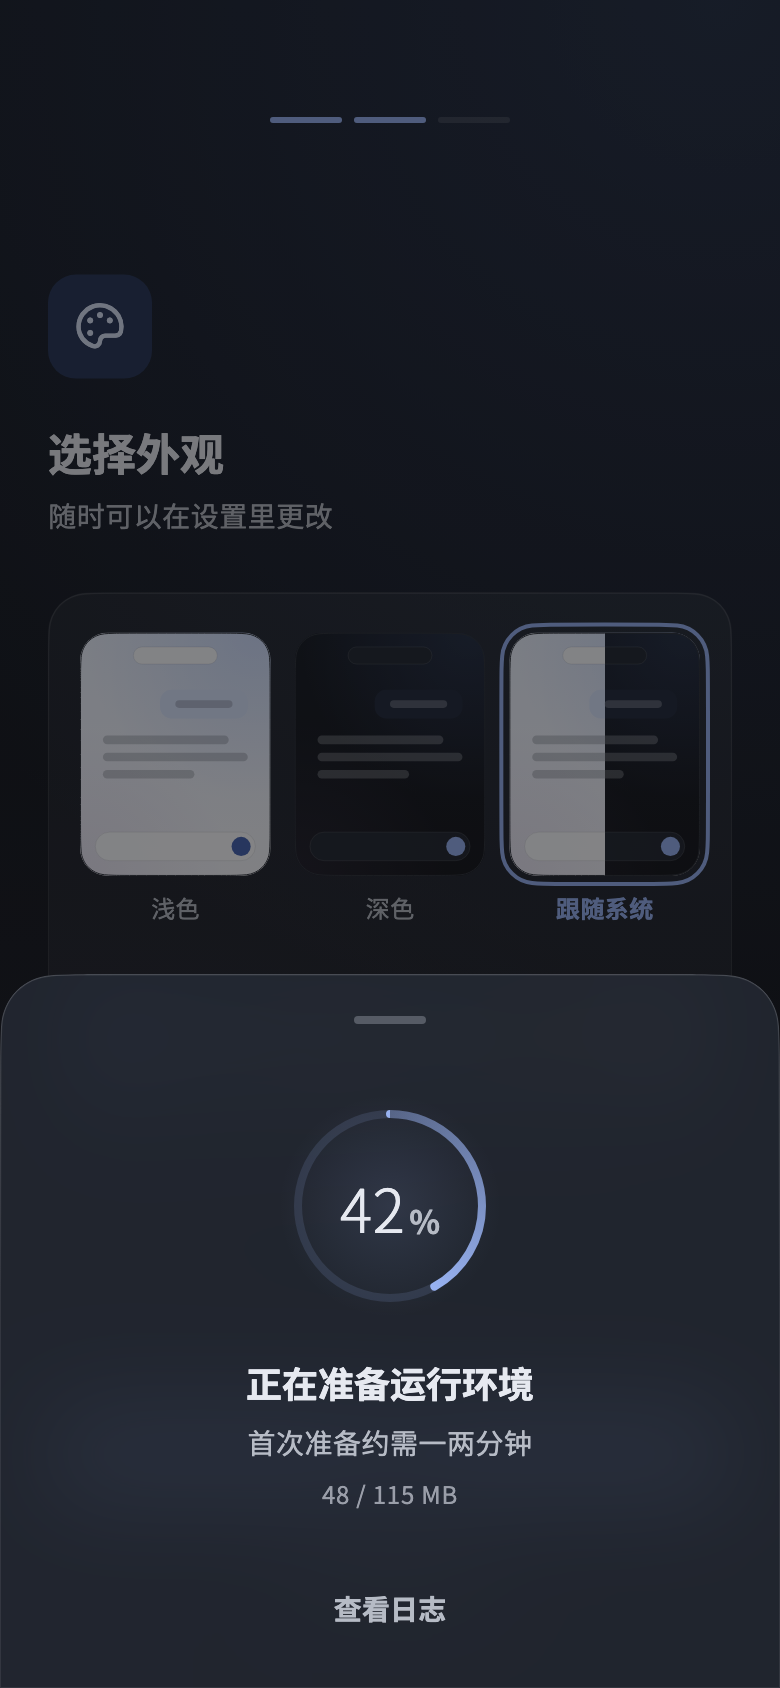 选择外观
随时可以在设置里更改
浅色
深色
跟随系统
42%
正在准备运行环境
首次准备约需一两分钟
48 / 115 MB
查看日志